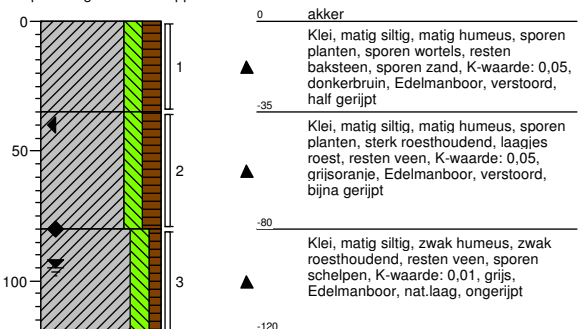 0
50
100
1
2
3
0 akker
Klei, matig siltig, matig humeus, sporen
planten, sporen wortels, resten
baksteen, sporen zand, K-waarde: 0,05,
donkerbruin, Edelmanboor, verstoord,
half gerijpt
-35
Klei, matig siltig, matig humeus, sporen
planten, sterk roesthoudend, laagjes
roest, resten veen, K-waarde: 0,05,
grijsoranje, Edelmanboor, verstoord,
bijna gerijpt
-80
Klei, matig siltig, zwak humeus, zwak
roesthoudend, resten veen, sporen
schelpen, K-waarde: 0,01, grijs,
Edelmanboor, nat.laag, ongerijpt
-120